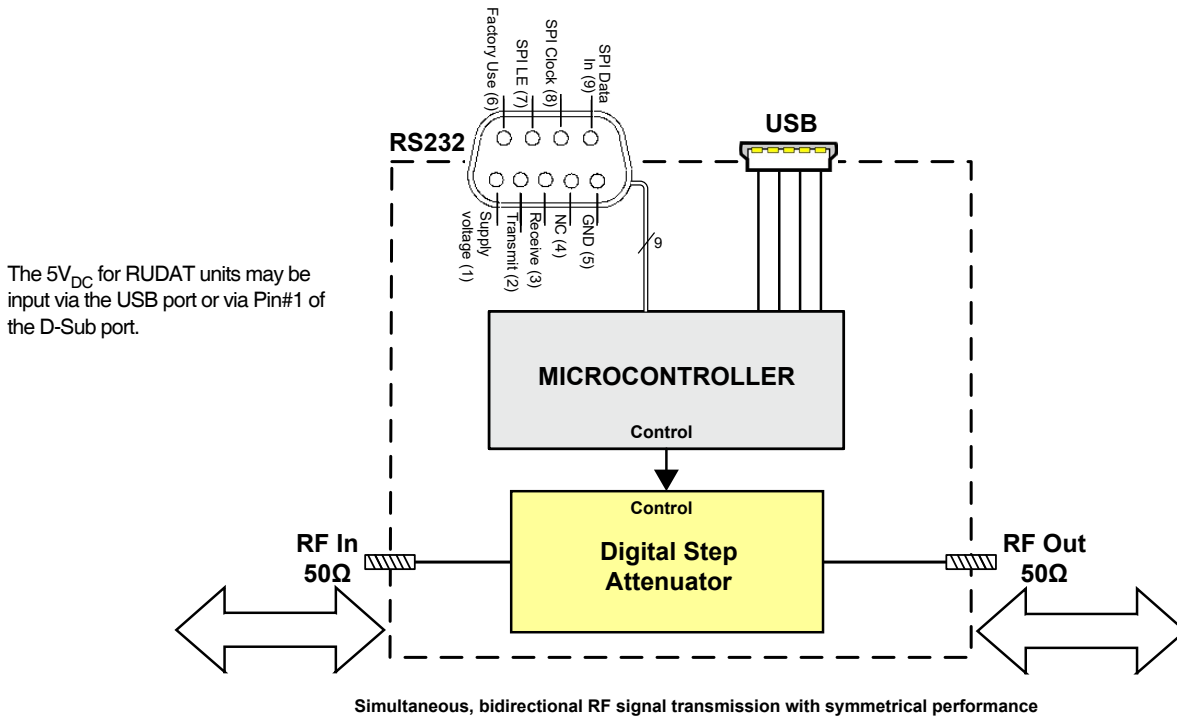 Factory Use (6)
SPI LE (7)
SPI Clock (8)
SPI Data
In (9)
RS232
USB
Supply
voltage (1)
Transmit (2)
Receive (3)
NC (4)
GND (5)
9
The 5VDC for RUDAT units may be
input via the USB port or via Pin#1 of
the D-Sub port.
MICROCONTROLLER
Control
Control
Digital Step
Attenuator
RF In
50Ω
RF Out
50Ω
Simultaneous, bidirectional RF signal transmission with symmetrical performance